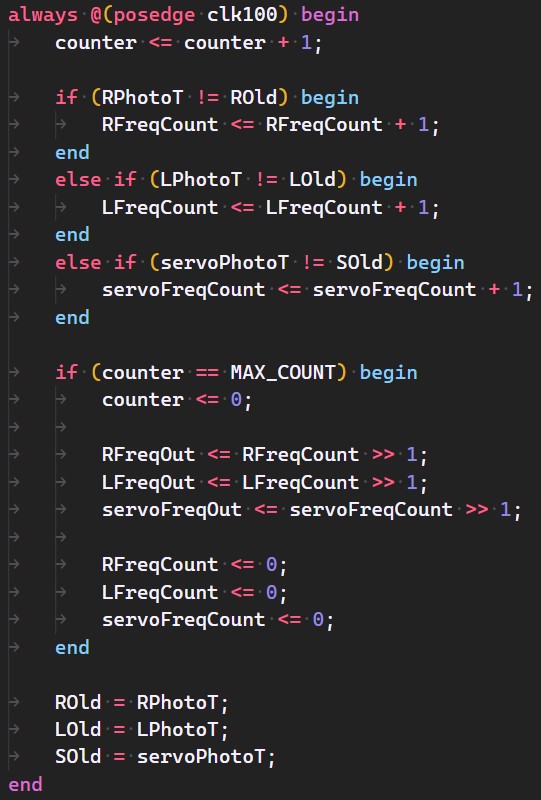 always @(posedge clk100) begin
counter <= counter + 1;
if (RPhotoT != ROld) begin
RFreqCount <= RFreqCount + 1;
end
else if (LPhotoT != LOld) begin
LFreqCount <= LFreqCount + 1;
end
else if (servoPhotoT != SOld) begin
servoFreqCount <= servoFreqCount + 1;
end
if (counter == MAX_COUNT) begin
counter <= 0;
RFreqOut <= RFreqCount >> 1;
LFreqOut <= LFreqCount >> 1;
servoFreqOut <= servoFreqCount >> 1;
RFreqCount <= 0;
LFreqCount <= 0;
servoFreqCount <= 0;
end
ROld = RPhotoT;
LOld = LPhotoT;
SOld = servoPhotoT;
end